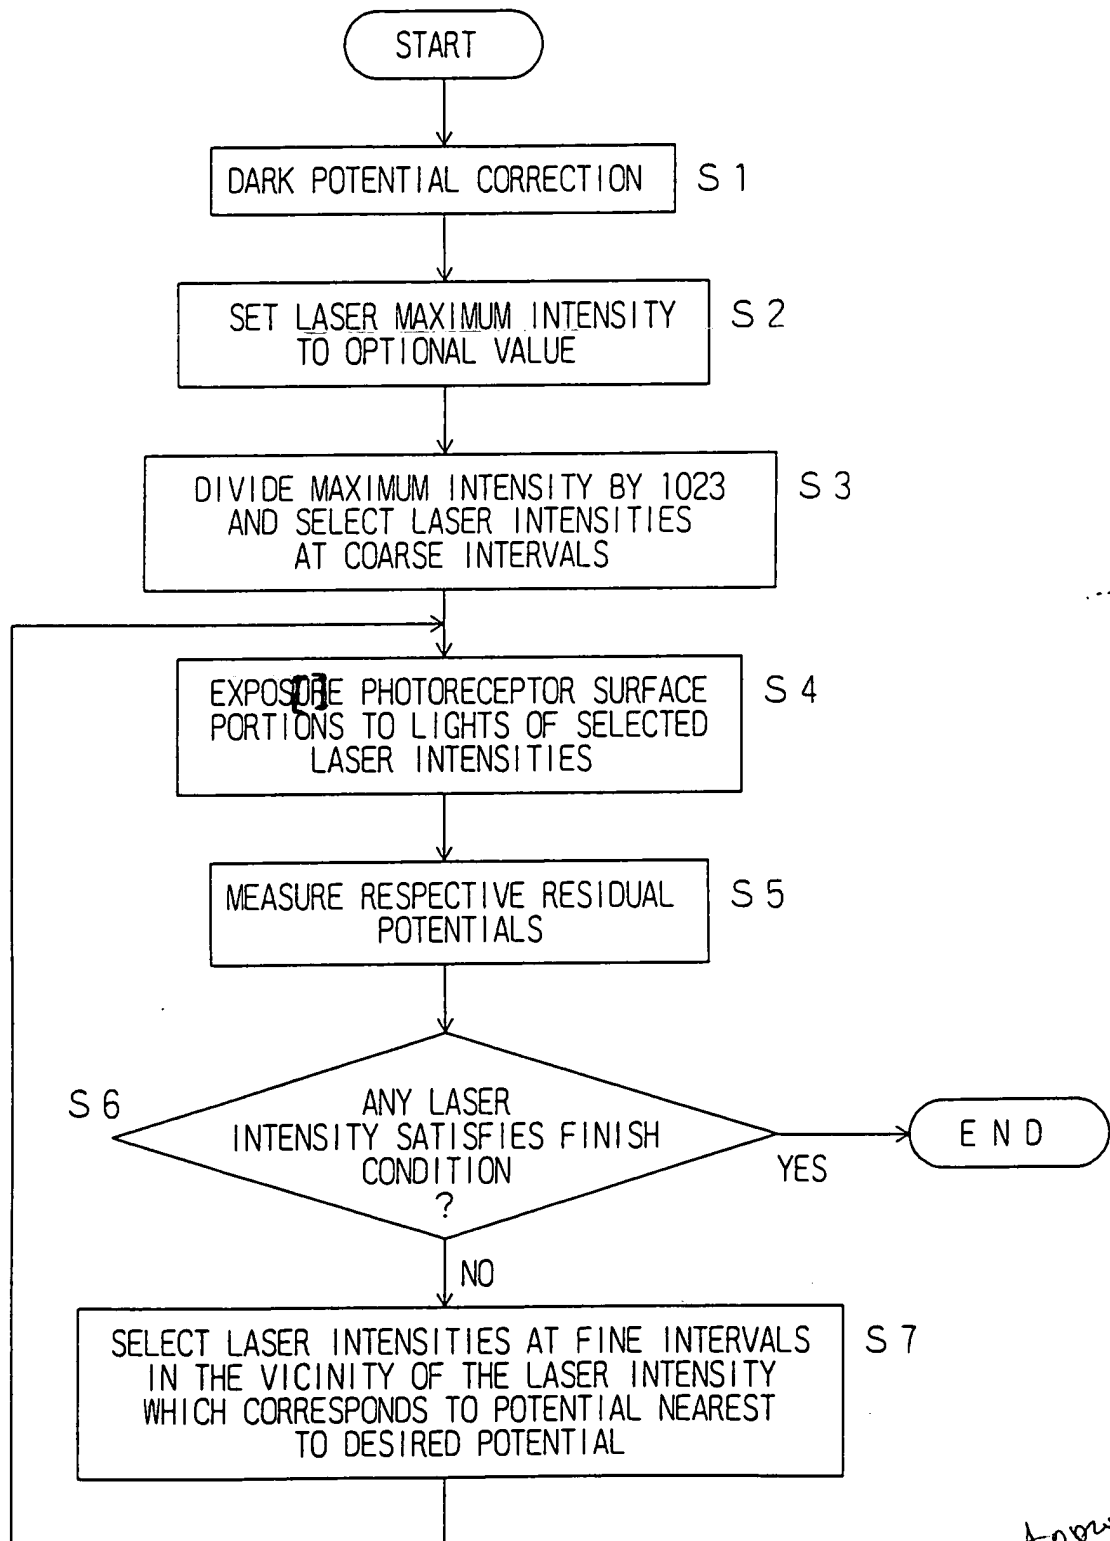 START
DARK POTENTIAL CORRECTION
S 1
SET LASER MAXIMUM INTENSITY
TO OPTIONAL VALUE
S 2
DIVIDE MAXIMUM INTENSITY BY 1023
AND SELECT LASER INTENSITIES
AT COARSE INTERVALS
S 3
PHOTORECEPTOR SURFACE
PORTIONS TO LIGHTS OF SELECTED
LASER INTENSITIES
S 4
MEASURE RESPECTIVE RESIDUAL
POTENTIALS
S 5
S 6
ANY LASER
INTENSITY SATISFIES FINISH
CONDITION
?
YES
END
NO
SELECT LASER INTENSITIES AT FINE INTERVALS
IN THE VICINITY OF THE LASER INTENSITY
WHICH CORRESPONDS TO POTENTIAL NEAREST
TO DESIRED POTENTIAL
S 7